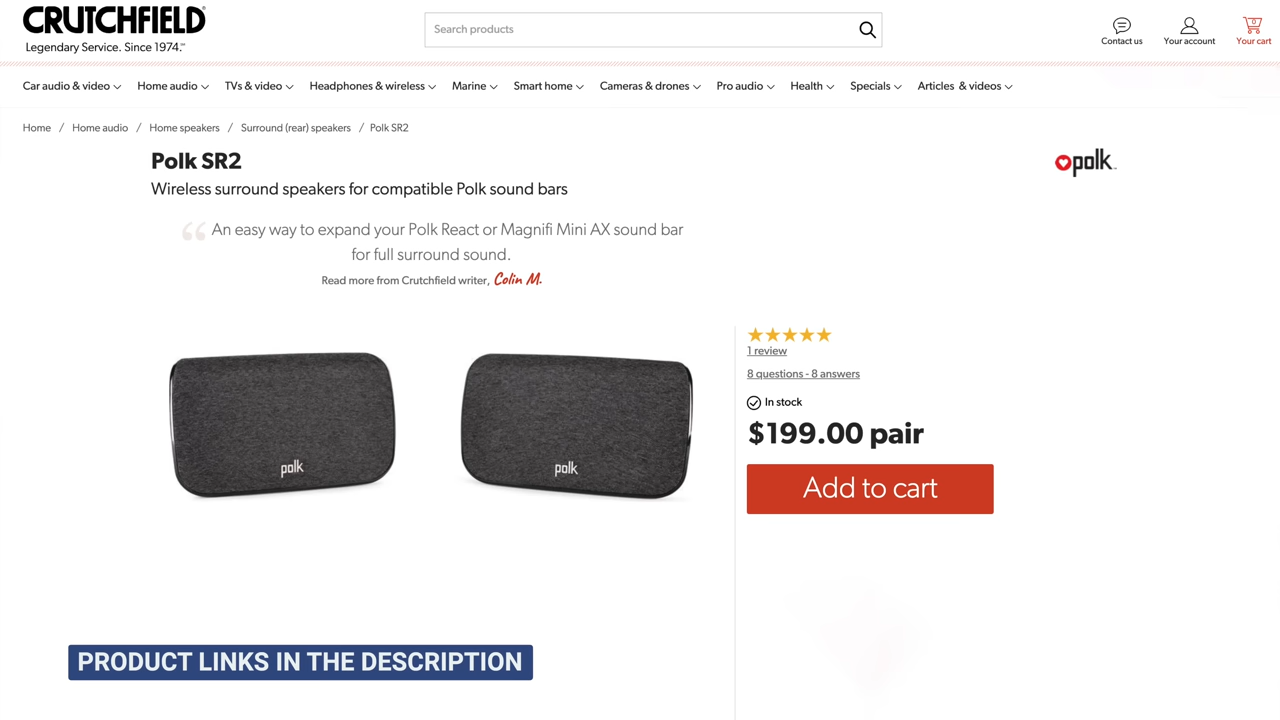 CRUTCHFIELD®
Legendary Service. Since 1974.℠
Search products
Contact us
Your account
0
Your cart
Car audio & video
Home audio
TVs & video
Headphones & wireless
Marine
Smart home
Cameras & drones
Pro audio
Health
Specials
Articles & videos
Home / Home audio / Home speakers / Surround (rear) speakers / Polk SR2
Polk SR2
polk
Wireless surround speakers for compatible Polk sound bars
“ An easy way to expand your Polk React or Magnifi Mini AX sound bar
for full surround sound.
Read more from Crutchfield writer, Colin M.
polk
polk
1 review
8 questions - 8 answers
In stock
$199.00 pair
Add to cart
PRODUCT LINKS IN THE DESCRIPTION